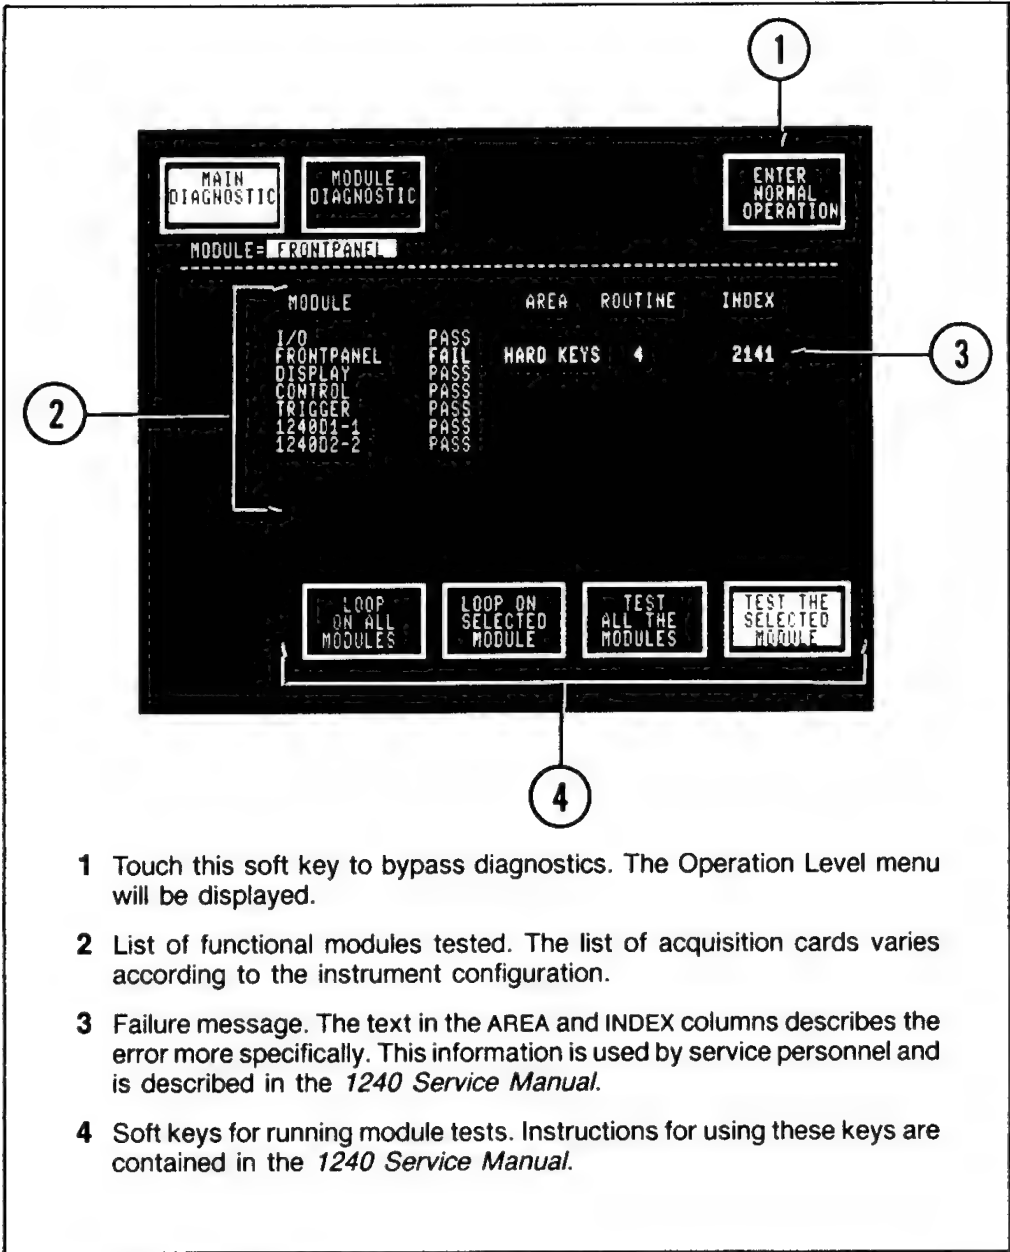 1
MAIN DIAGNOSTIC
MODULE DIAGNOSTIC
ENTER NORMAL OPERATION
MODULE= FRONTPANEL
MODULE AREA ROUTINE INDEX
I/O PASS
FRONTPANEL FAIL HARD KEYS 4 2141
DISPLAY PASS
CONTROL PASS
TRIGGER PASS
1240D1-1 PASS
1240D2-2 PASS
3
2
LOOP ON ALL MODULES
LOOP ON SELECTED MODULE
TEST ALL THE MODULES
TEST THE SELECTED MODULE
4
1 Touch this soft key to bypass diagnostics. The Operation Level menu
will be displayed.
2 List of functional modules tested. The list of acquisition cards varies
according to the instrument configuration.
3 Failure message. The text in the AREA and INDEX columns describes the
error more specifically. This information is used by service personnel and
is described in the 1240 Service Manual.
4 Soft keys for running module tests. Instructions for using these keys are
contained in the 1240 Service Manual.